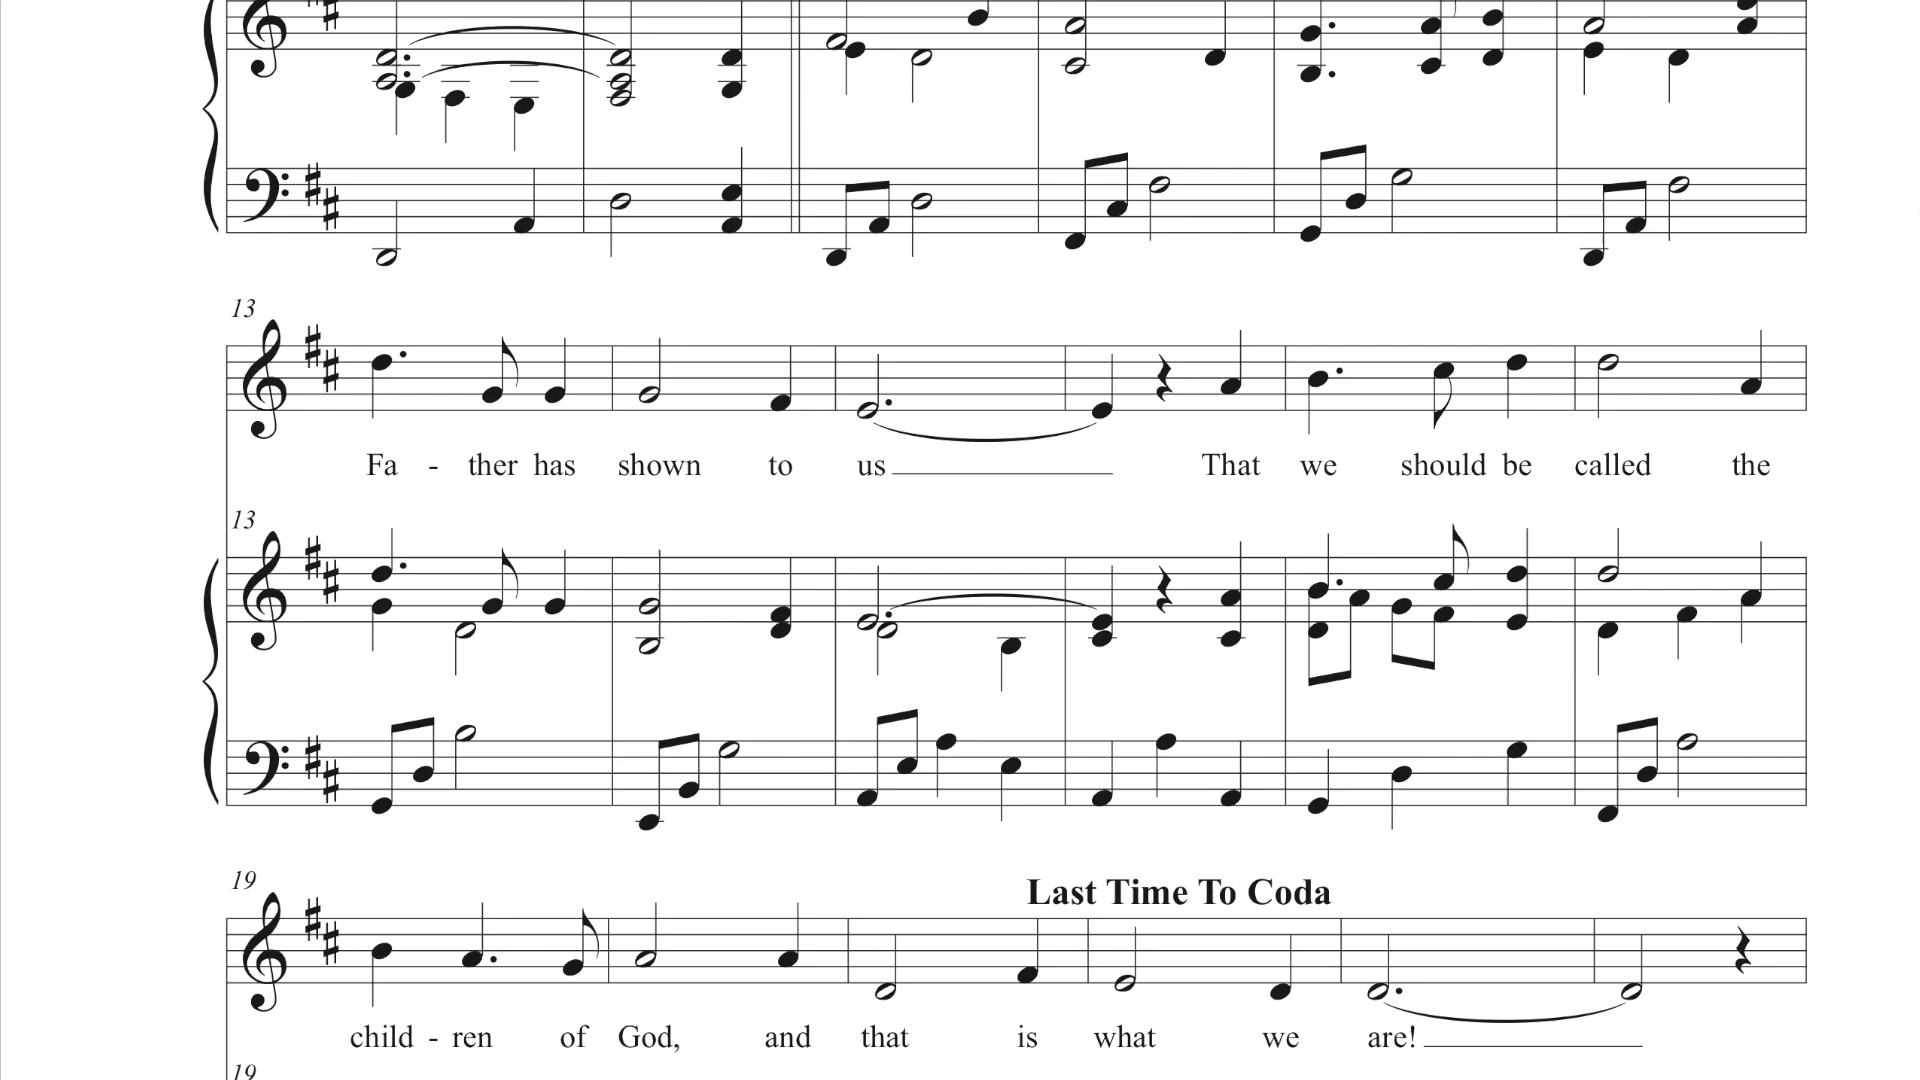 13
Fa - ther has shown to us That we should be called the
13
19
Last Time To Coda
child - ren of God, and that is what we are!
19